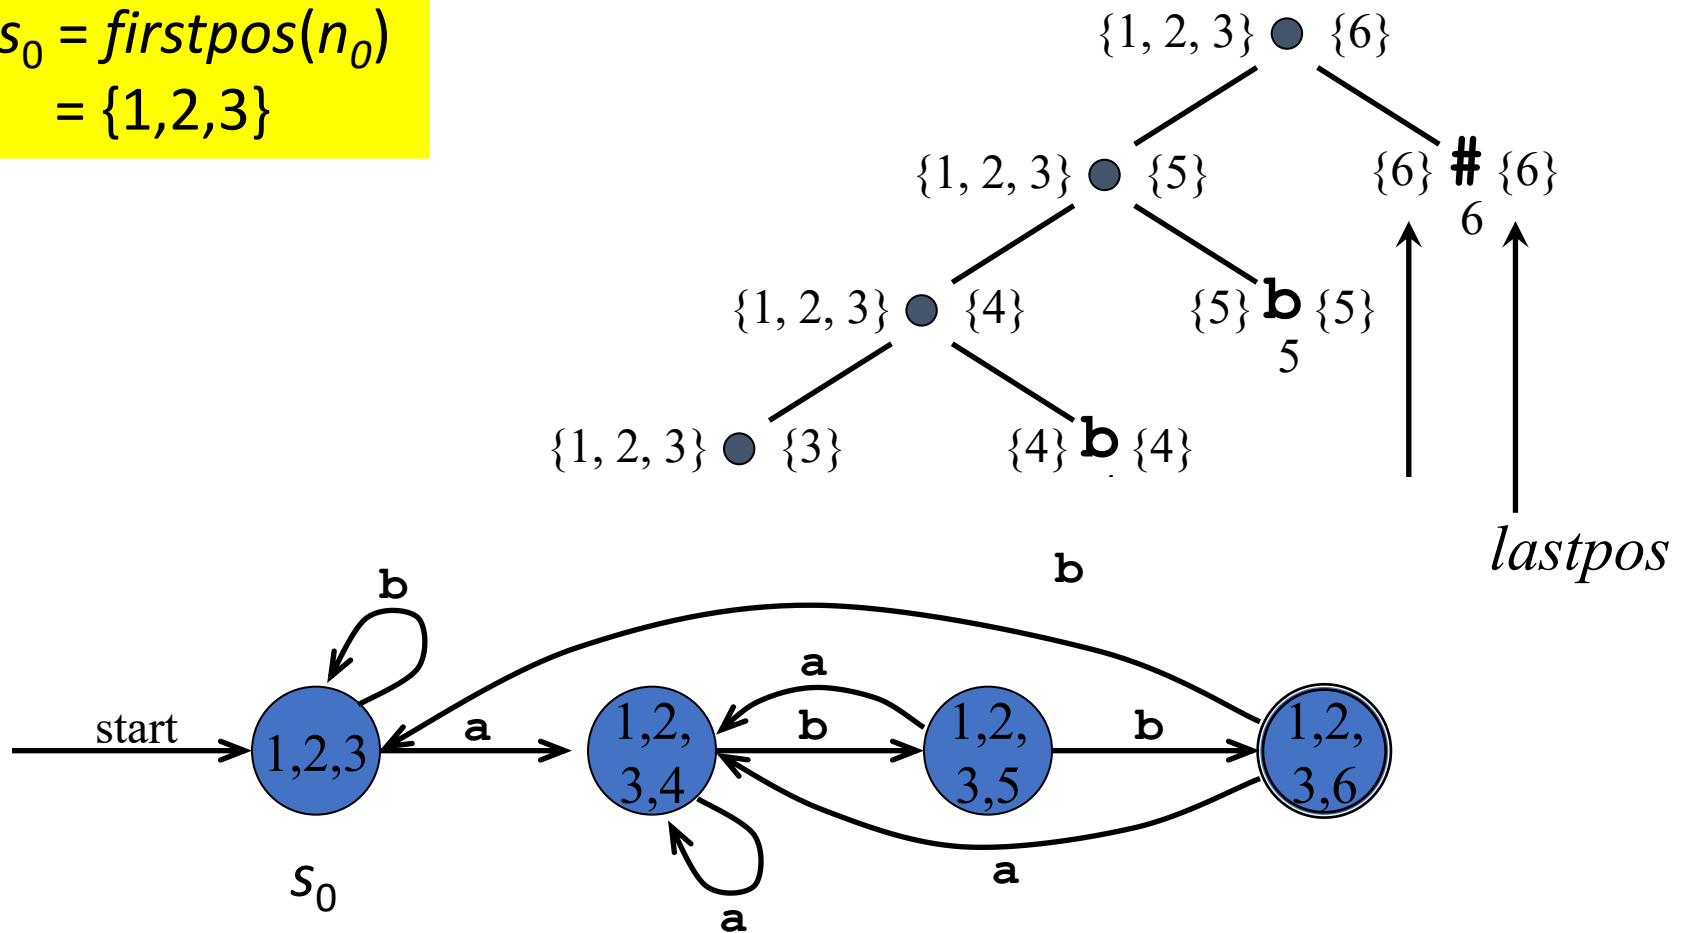 s0 = firstpos(n0)
= {1,2,3}
{1, 2, 3} {6}
{1, 2, 3} {5}
{6} # {6}
6
{1, 2, 3} {4}
{5} b {5}
5
{1, 2, 3} {3}
{4} b {4}
lastpos
b
b
a
start
1,2,3
a
1,2,
3,4
b
1,2,
3,5
b
1,2,
3,6
a
s0
a